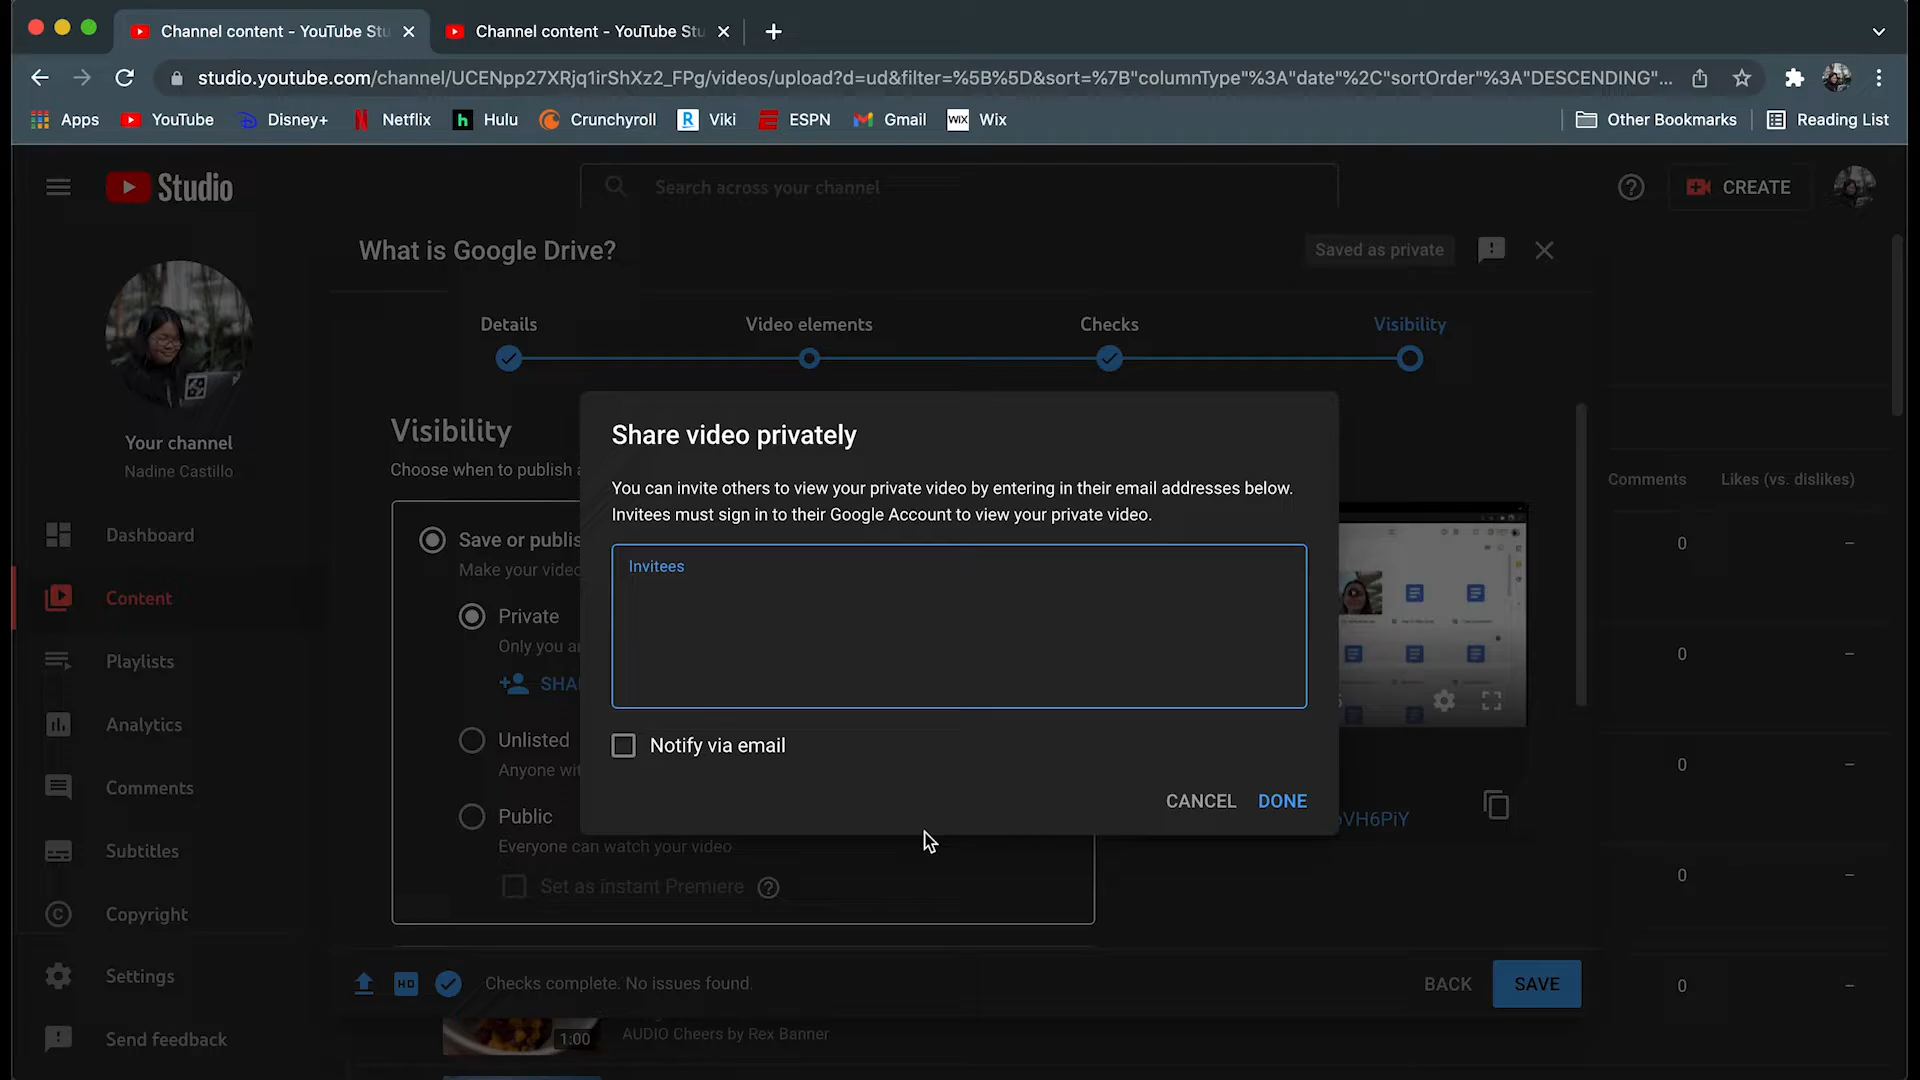 Channel content - YouTube Stu
Channel content - YouTube Stu
studio.youtube.com/channel/UCENpp27XRjq1irShXz2_FPg/videos/upload?d=ud&filter=%5B%5D&sort=%7B"columnType"%3A"date"%2C"sortOrder"%3A"DESCENDING"...
Apps
YouTube
Disney+
Netflix
h
Hulu
Crunchyroll
R
Viki
ESPN
Gmail
WIX
Wix
Other Bookmarks
Reading List
Studio
Search across your channel
CREATE
What is Google Drive?
Saved as private
Details
Video elements
Checks
Visibility
Your channel
Nadine Castillo
Dashboard
Content
Playlists
Analytics
Comments
Subtitles
Copyright
Settings
Send feedback
Visibility
Choose when to publish
Save or publis
Make your video
Private
Only you
SHA
Unlisted
Anyone wit
Public
Everyone can watch your video
Set as instant Premiere
Share video privately
You can invite others to view your private video by entering in their email addresses below.
Invitees must sign in to their Google Account to view your private video.
Invitees
Notify via email
CANCEL
DONE
VH6PiY
Comments
Likes (vs. dislikes)
0
–
0
–
0
–
0
–
0
–
HD
Checks complete. No issues found.
BACK
SAVE
1:00
AUDIO Cheers by Rex Banner